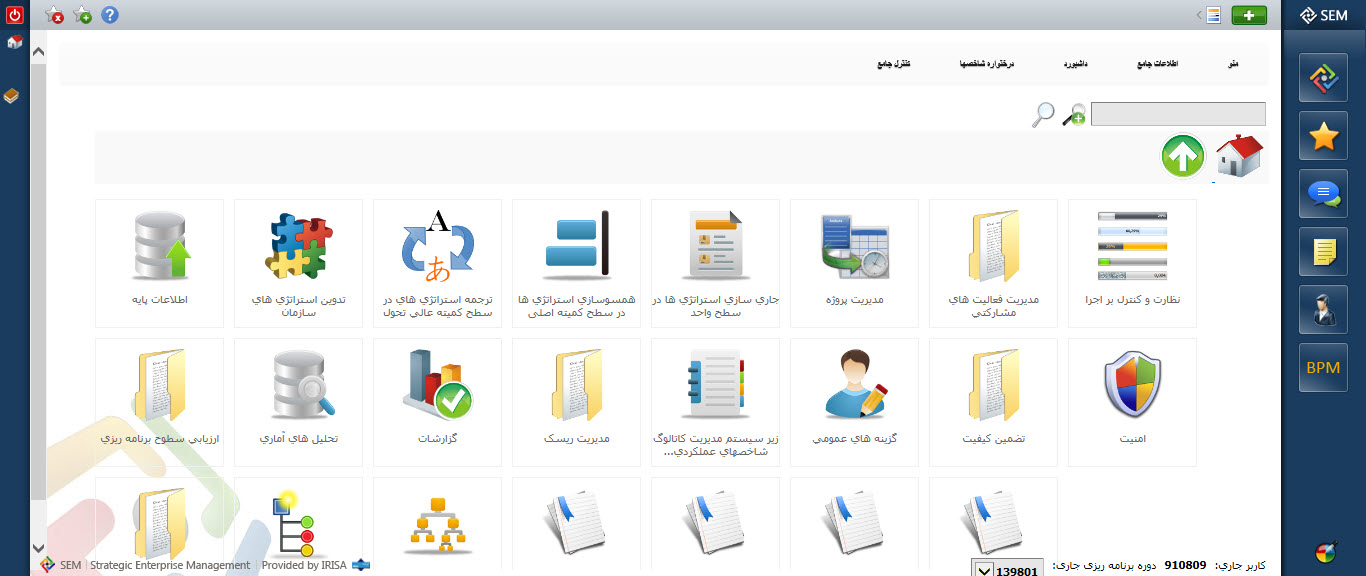 SEM
منو
اطلاعات جامع
داشبورد
درختواره شاخصها
کنترل جامع
نظارت و کنترل بر اجرا
مديريت فعاليت هاي
مشارکتي
مديريت پروژه
جاري سازي استراتژي ها در
سطح واحد
همسوسازي استراتژي ها
در سطح کميته اصلی
ترجمه استراتژي هاي در
سطح کميته عالي تحول
تدوين استراتژي هاي
سازمان
اطلاعات پايه
BPM
امنيت
تضمين کيفيت
گزينه هاي عمومي
زير سيستم مديريت کاتالوگ
شاخصهاي عملکردي...
مديريت ريسک
گزارشات
تحليل هاي آماري
ارزيابي سطوح برنامه ريزي
کاربر جاري: 910809 دوره برنامه ریزی جاری: 139801
SEM | Strategic Enterprise Management | Provided by IRISA